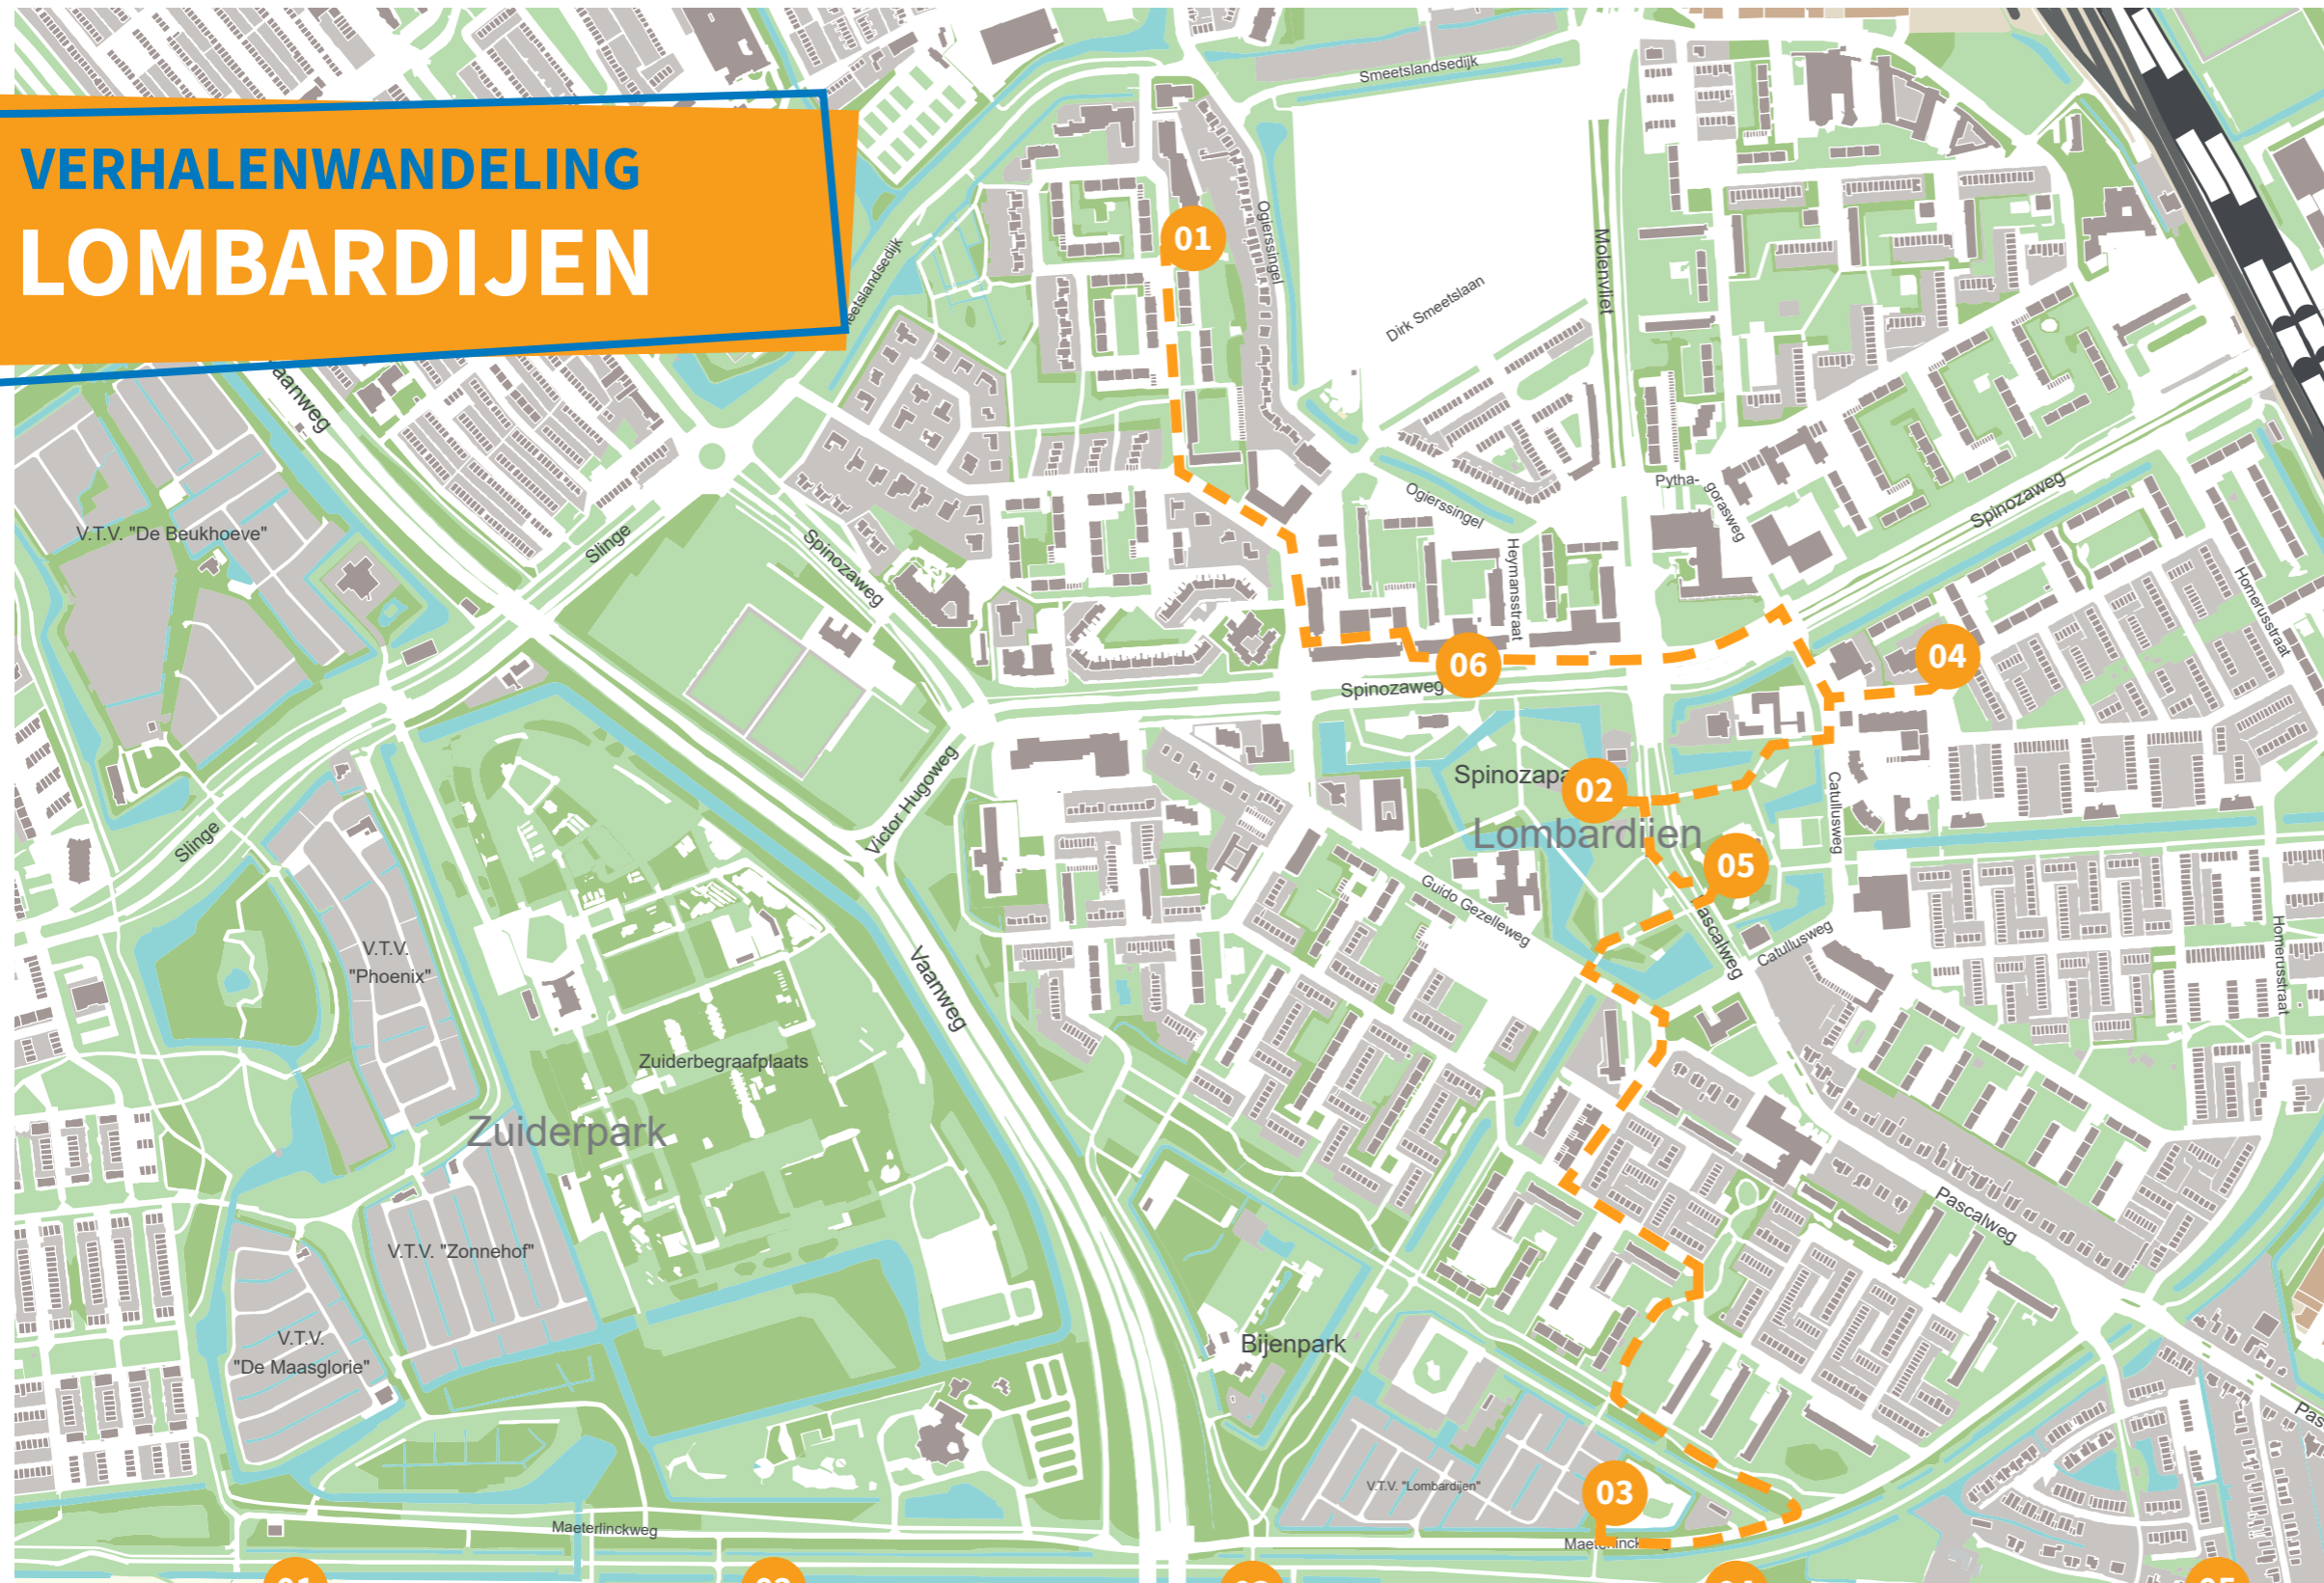 VERHALENWANDELING
LOMBARDIJEN
Smeetslandsedijk
Ogierssingel
01
Molenvliet
Dirk Smeetslaan
V.T.V. "De Beukhoeve"
Slinge
Spinozaweg
Ogierssingel
Heymansstraat
Pytha-
gorasweg
Spinozaweg
Homerusstraat
04
06
Spinozaweg
Victor Hugoweg
02
Lombardijen
05
Catullusweg
Slinge
Guido Gezelleweg
Catullusweg
Homerusstraat
V.T.V.
"Phoenix"
Vaanweg
Zuiderbegraafplaats
Zuiderpark
Pascalweg
V.T.V. "Zonnehof"
V.T.V.
"De Maasglorie"
Bijenpark
V.T.V. "Lombardijen"
03
Maeterlinckweg